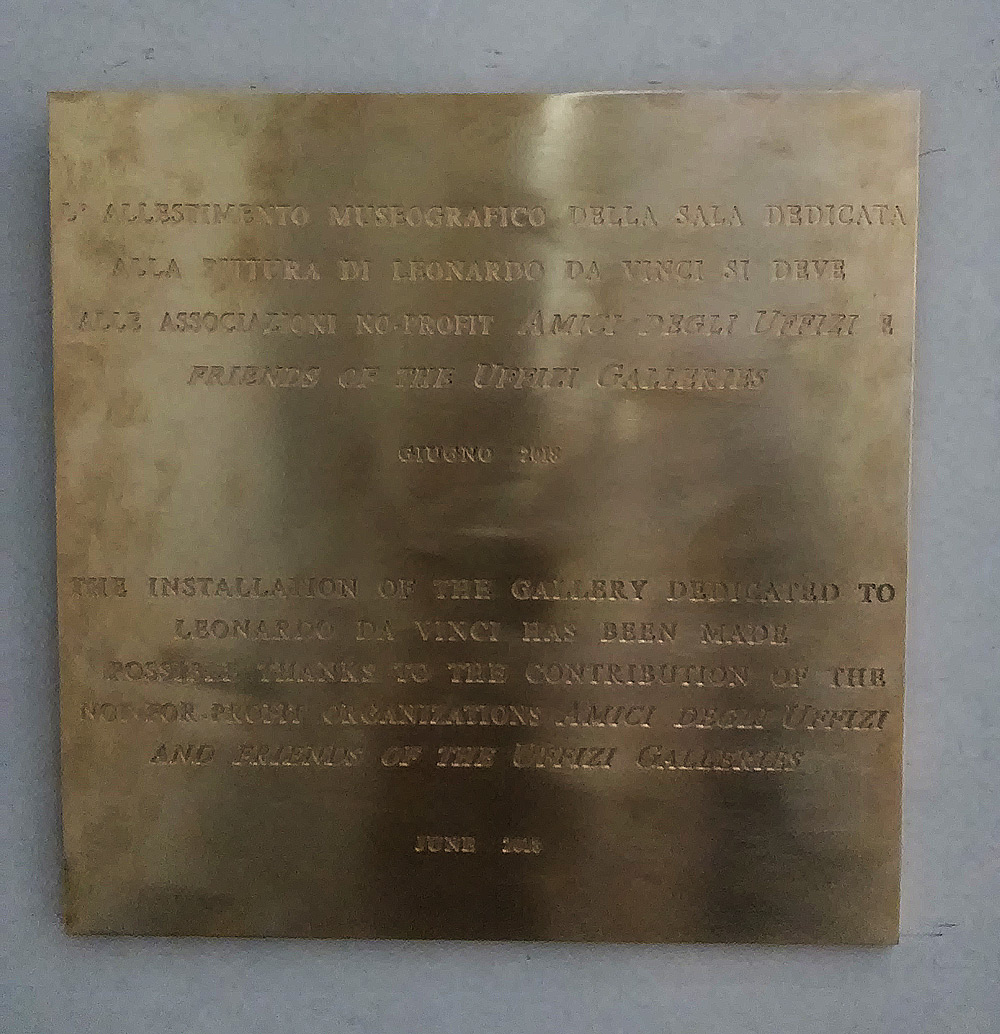 L' ALLESTIMENTO MUSEOGRAFICO DELLA SALA DEDICATA
ALLA PITTURA DI LEONARDO DA VINCI SI DEVE
ALLE ASSOCIAZIONI NO-PROFIT AMICI DEGLI UFFIZI E
FRIENDS OF THE UFFIZI GALLERIES
GIUGNO 2018
THE INSTALLATION OF THE GALLERY DEDICATED TO
LEONARDO DA VINCI HAS BEEN MADE
POSSIBLE THANKS TO THE CONTRIBUTION OF THE
NOT-FOR-PROFIT ORGANIZATIONS AMICI DEGLI UFFIZI
AND FRIENDS OF THE UFFIZI GALLERIES
JUNE 2018